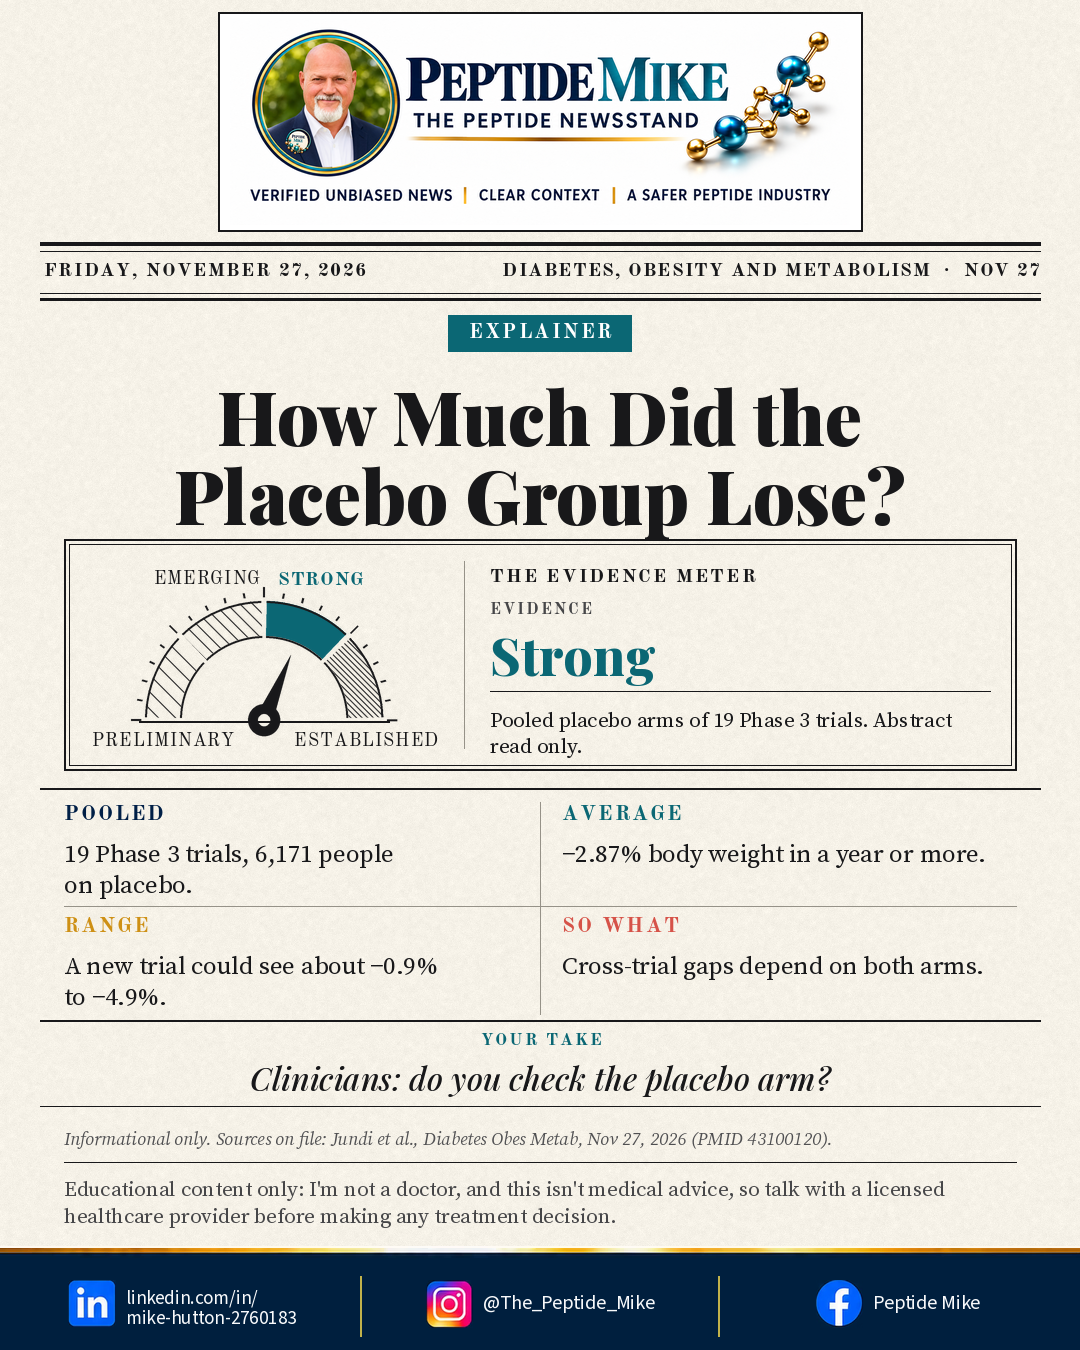 PEPTIDEMIKE
THE PEPTIDE NEWSSTAND
VERIFIED UNBIASED NEWS | CLEAR CONTEXT | A SAFER PEPTIDE INDUSTRY
FRIDAY, NOVEMBER 27, 2026
DIABETES, OBESITY AND METABOLISM · NOV 27
EXPLAINER
How Much Did the
Placebo Group Lose?
EMERGING STRONG
PRELIMINARY ESTABLISHED
THE EVIDENCE METER
EVIDENCE
Strong
Pooled placebo arms of 19 Phase 3 trials. Abstract
read only.
POOLED
19 Phase 3 trials, 6,171 people
on placebo.
AVERAGE
−2.87% body weight in a year or more.
RANGE
A new trial could see about −0.9%
to −4.9%.
SO WHAT
Cross-trial gaps depend on both arms.
YOUR TAKE
Clinicians: do you check the placebo arm?
Informational only. Sources on file: Jundi et al., Diabetes Obes Metab, Nov 27, 2026 (PMID 43100120).
Educational content only: I'm not a doctor, and this isn't medical advice, so talk with a licensed
healthcare provider before making any treatment decision.
linkedin.com/in/
mike-hutton-2760183
@The_Peptide_Mike
Peptide Mike